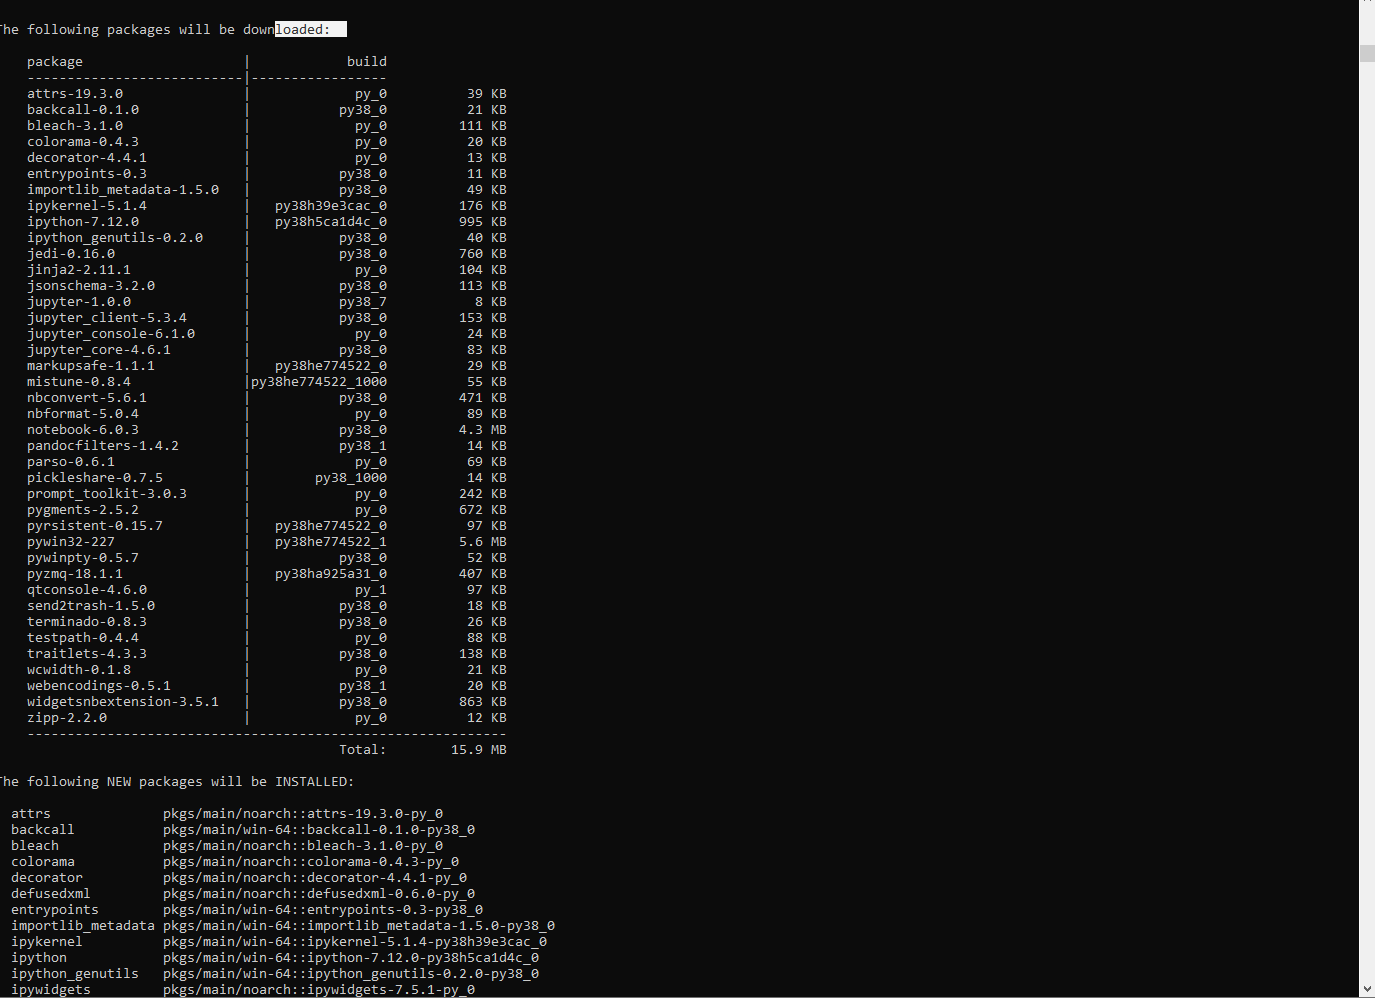 The following packages will be downloaded:
package | build
---------------------------|-----------------
attrs-19.3.0 | py_0 39 KB
backcall-0.1.0 | py38_0 21 KB
bleach-3.1.0 | py_0 111 KB
colorama-0.4.3 | py_0 20 KB
decorator-4.4.1 | py_0 13 KB
entrypoints-0.3 | py38_0 11 KB
importlib_metadata-1.5.0 | py38_0 49 KB
ipykernel-5.1.4 | py38h39e3cac_0 176 KB
ipython-7.12.0 | py38h5ca1d4c_0 995 KB
ipython_genutils-0.2.0 | py38_0 40 KB
jedi-0.16.0 | py38_0 760 KB
jinja2-2.11.1 | py_0 104 KB
jsonschema-3.2.0 | py38_0 113 KB
jupyter-1.0.0 | py38_7 8 KB
jupyter_client-5.3.4 | py38_0 153 KB
jupyter_console-6.1.0 | py_0 24 KB
jupyter_core-4.6.1 | py38_0 83 KB
markupsafe-1.1.1 | py38he774522_0 29 KB
mistune-0.8.4 |py38he774522_1000 55 KB
nbconvert-5.6.1 | py38_0 471 KB
nbformat-5.0.4 | py_0 89 KB
notebook-6.0.3 | py38_0 4.3 MB
pandocfilters-1.4.2 | py38_1 14 KB
parso-0.6.1 | py_0 69 KB
pickleshare-0.7.5 | py38_1000 14 KB
prompt_toolkit-3.0.3 | py_0 242 KB
pygments-2.5.2 | py_0 672 KB
pyrsistent-0.15.7 | py38he774522_0 97 KB
pywin32-227 | py38he774522_1 5.6 MB
pywinpty-0.5.7 | py38_0 52 KB
pyzmq-18.1.1 | py38ha925a31_0 407 KB
qtconsole-4.6.0 | py_1 97 KB
send2trash-1.5.0 | py38_0 18 KB
terminado-0.8.3 | py38_0 26 KB
testpath-0.4.4 | py_0 88 KB
traitlets-4.3.3 | py38_0 138 KB
wcwidth-0.1.8 | py_0 21 KB
webencodings-0.5.1 | py38_1 20 KB
widgetsnbextension-3.5.1 | py38_0 863 KB
zipp-2.2.0 | py_0 12 KB
------------------------------------------------------------
Total: 15.9 MB
The following NEW packages will be INSTALLED:
attrs pkgs/main/noarch::attrs-19.3.0-py_0
backcall pkgs/main/win-64::backcall-0.1.0-py38_0
bleach pkgs/main/noarch::bleach-3.1.0-py_0
colorama pkgs/main/noarch::colorama-0.4.3-py_0
decorator pkgs/main/noarch::decorator-4.4.1-py_0
defusedxml pkgs/main/noarch::defusedxml-0.6.0-py_0
entrypoints pkgs/main/win-64::entrypoints-0.3-py38_0
importlib_metadata pkgs/main/win-64::importlib_metadata-1.5.0-py38_0
ipykernel pkgs/main/win-64::ipykernel-5.1.4-py38h39e3cac_0
ipython pkgs/main/win-64::ipython-7.12.0-py38h5ca1d4c_0
ipython_genutils pkgs/main/win-64::ipython_genutils-0.2.0-py38_0
ipywidgets pkgs/main/noarch::ipywidgets-7.5.1-py_0